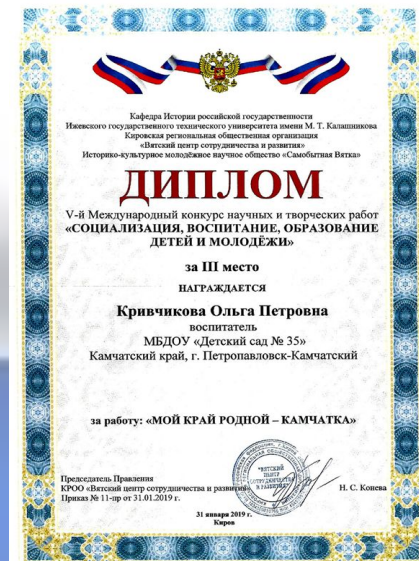 Кафедра Истории российской государственности
Ижевского государственного технического университета имени М. Т. Калашникова
Кировская региональная общественная организация
«Вятский центр сотрудничества и развития»
Историко-культурное молодёжное научное общество «Самобытная Вятка»
ДИПЛОМ
V-й Международный конкурс научных и творческих работ
«СОЦИАЛИЗАЦИЯ, ВОСПИТАНИЕ, ОБРАЗОВАНИЕ
ДЕТЕЙ И МОЛОДЁЖИ»
за III место
НАГРАЖДАЕТСЯ
Кривчикова Ольга Петровна
воспитатель
МБДОУ «Детский сад № 35»
Камчатский край, г. Петропавловск-Камчатский
за работу: «МОЙ КРАЙ РОДНОЙ – КАМЧАТКА»
Председатель Правления
КРОО «Вятский центр сотрудничества и развития»
Н. С. Конева
Приказ № 11-пр от 31.01.2019 г.
"ВЯТСКИЙ
ЦЕНТР
СОТРУДНИЧЕСТВА
И РАЗВИТИЯ"
31 января 2019 г.
Киров